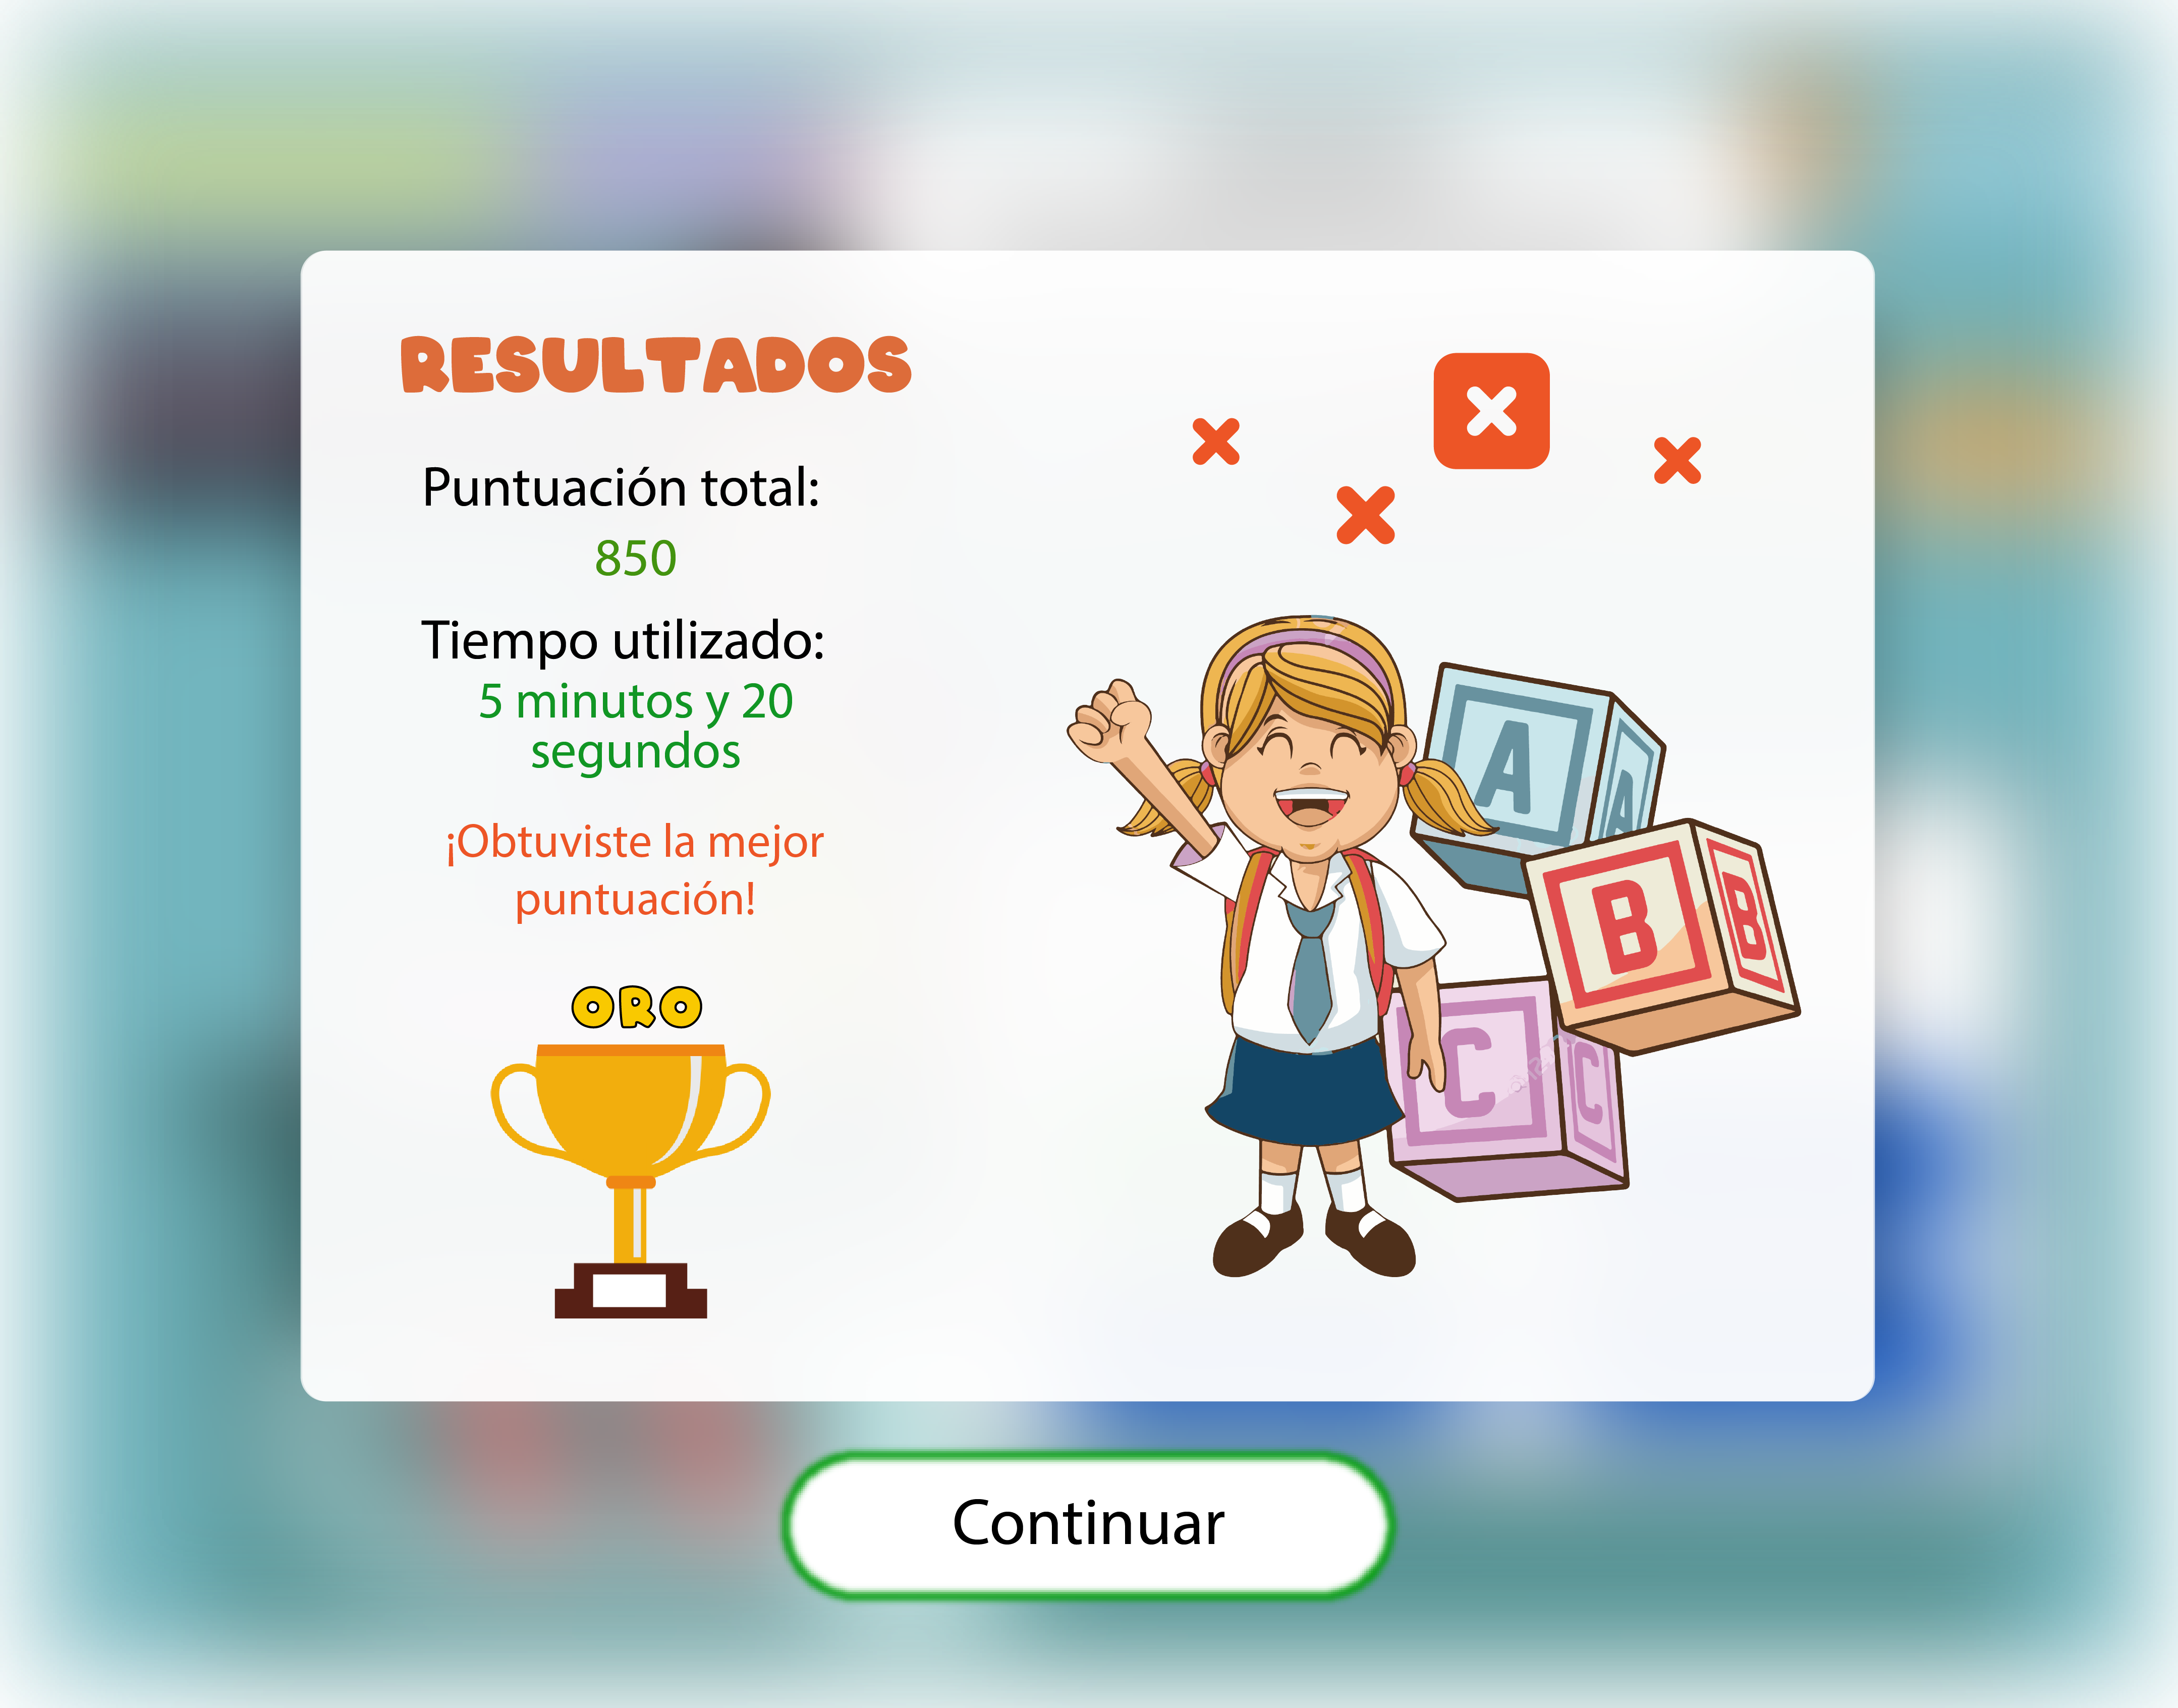 RESULTADOS
Puntuación total:
850
Tiempo utilizado:
5 minutos y 20
segundos
¡Obtuviste la mejor
puntuación!
ORO
A
A
B
B
C
C
Continuar